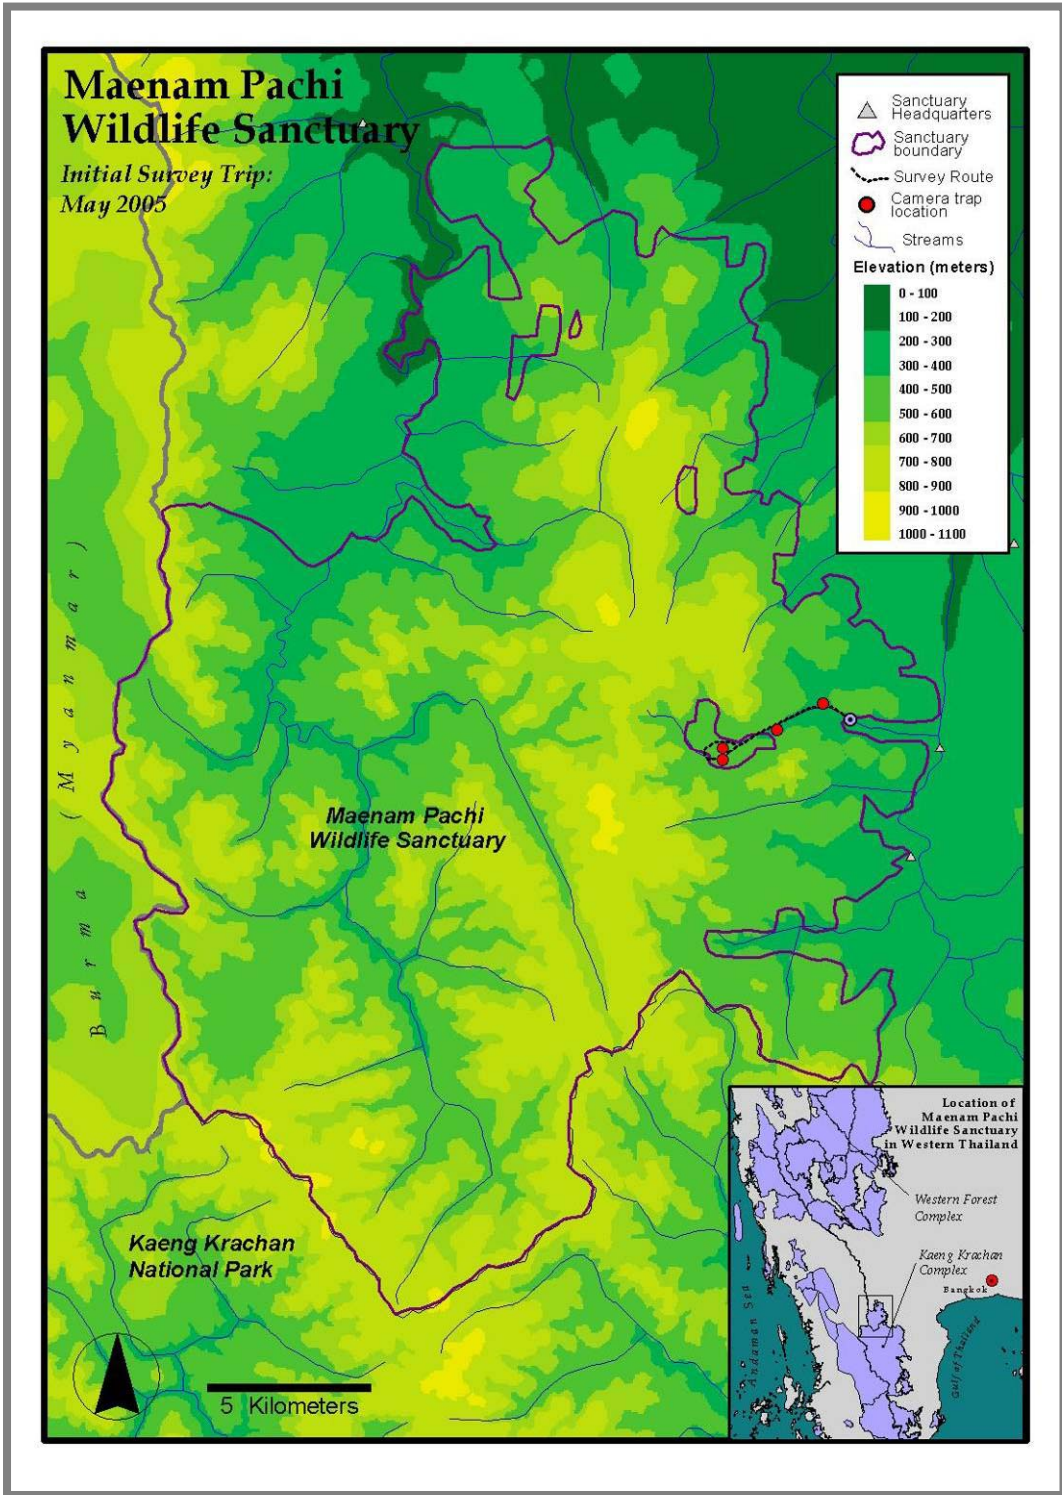 Maenam Pachi
Wildlife Sanctuary
Initial Survey Trip:
May 2005
Sanctuary
Headquarters
Sanctuary
boundary
Survey Route
Camera trap
location
Streams
Elevation (meters)
0 - 100
100 - 200
200 - 300
300 - 400
400 - 500
500 - 600
600 - 700
700 - 800
800 - 900
900 - 1000
1000 - 1100
Burma (Myanmar)
Maenam Pachi
Wildlife Sanctuary
Kaeng Krachan
National Park
5 Kilometers
Location of
Maenam Pachi
Wildlife Sanctuary
in Western Thailand
Western Forest
Complex
Kaeng Krachan
Complex
Bangkok
Andaman Sea
Gulf of Thailand